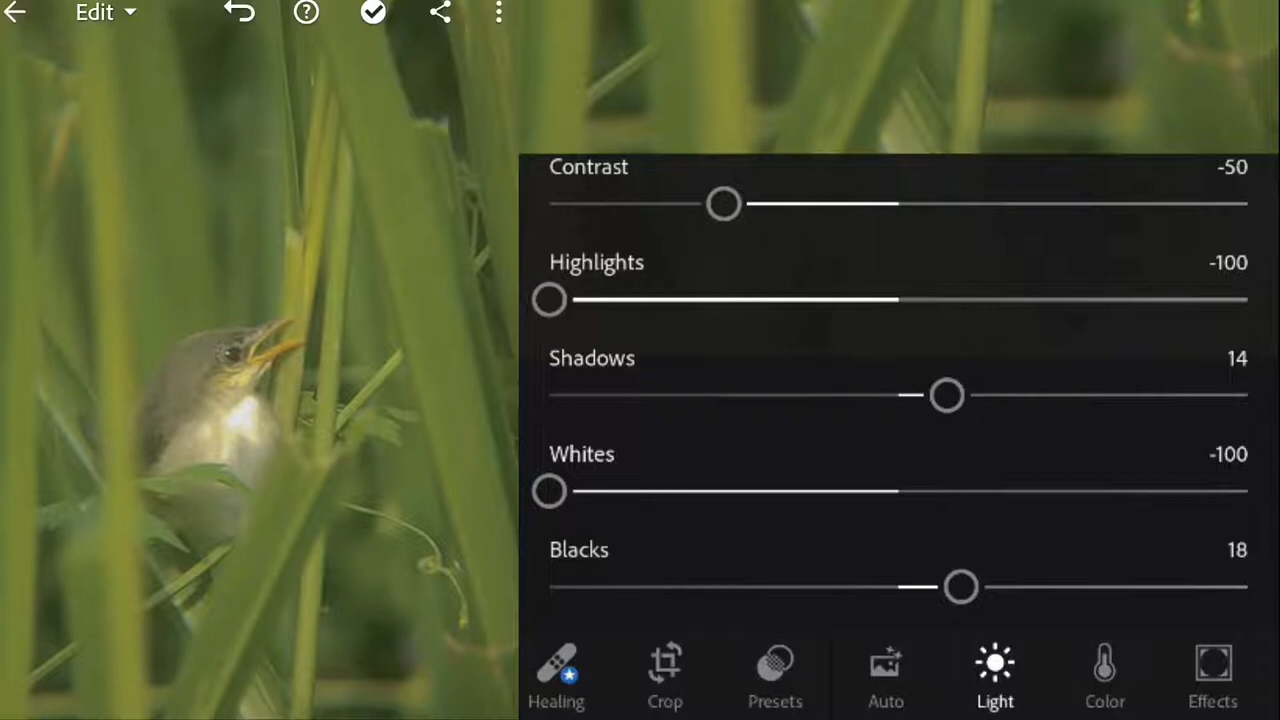 Edit
Contrast -50
Highlights -100
Shadows 14
Whites -100
Blacks 18
Healing Crop Presets Auto Light Color Effects